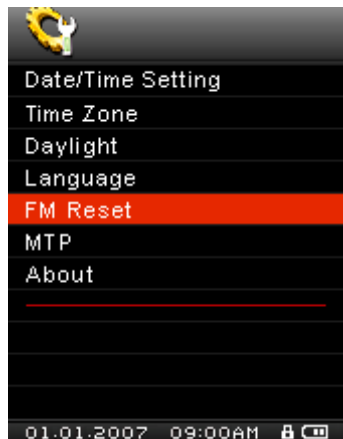 Date/Time Setting
Time Zone
Daylight
Language
FM Reset
MTP
About
01.01.2007 09:00AM